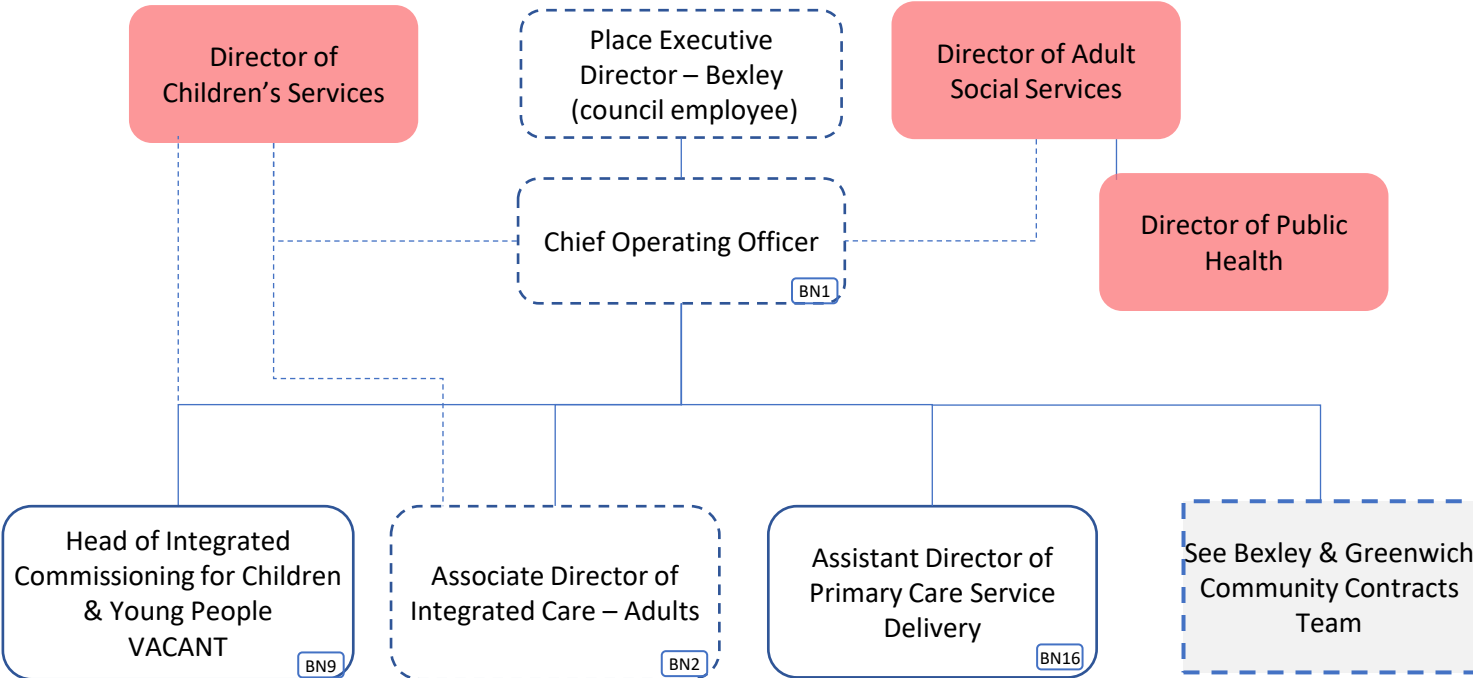 Director of
Children’s Services
Place Executive
Director – Bexley
(council employee)
Director of Adult
Social Services
Chief Operating Officer
BN1
Director of Public
Health
Head of Integrated
Commissioning for Children
& Young People
VACANT
BN9
Associate Director of
Integrated Care – Adults
BN2
Assistant Director of
Primary Care Service
Delivery
BN16
See Bexley & Greenwich
Community Contracts
Team